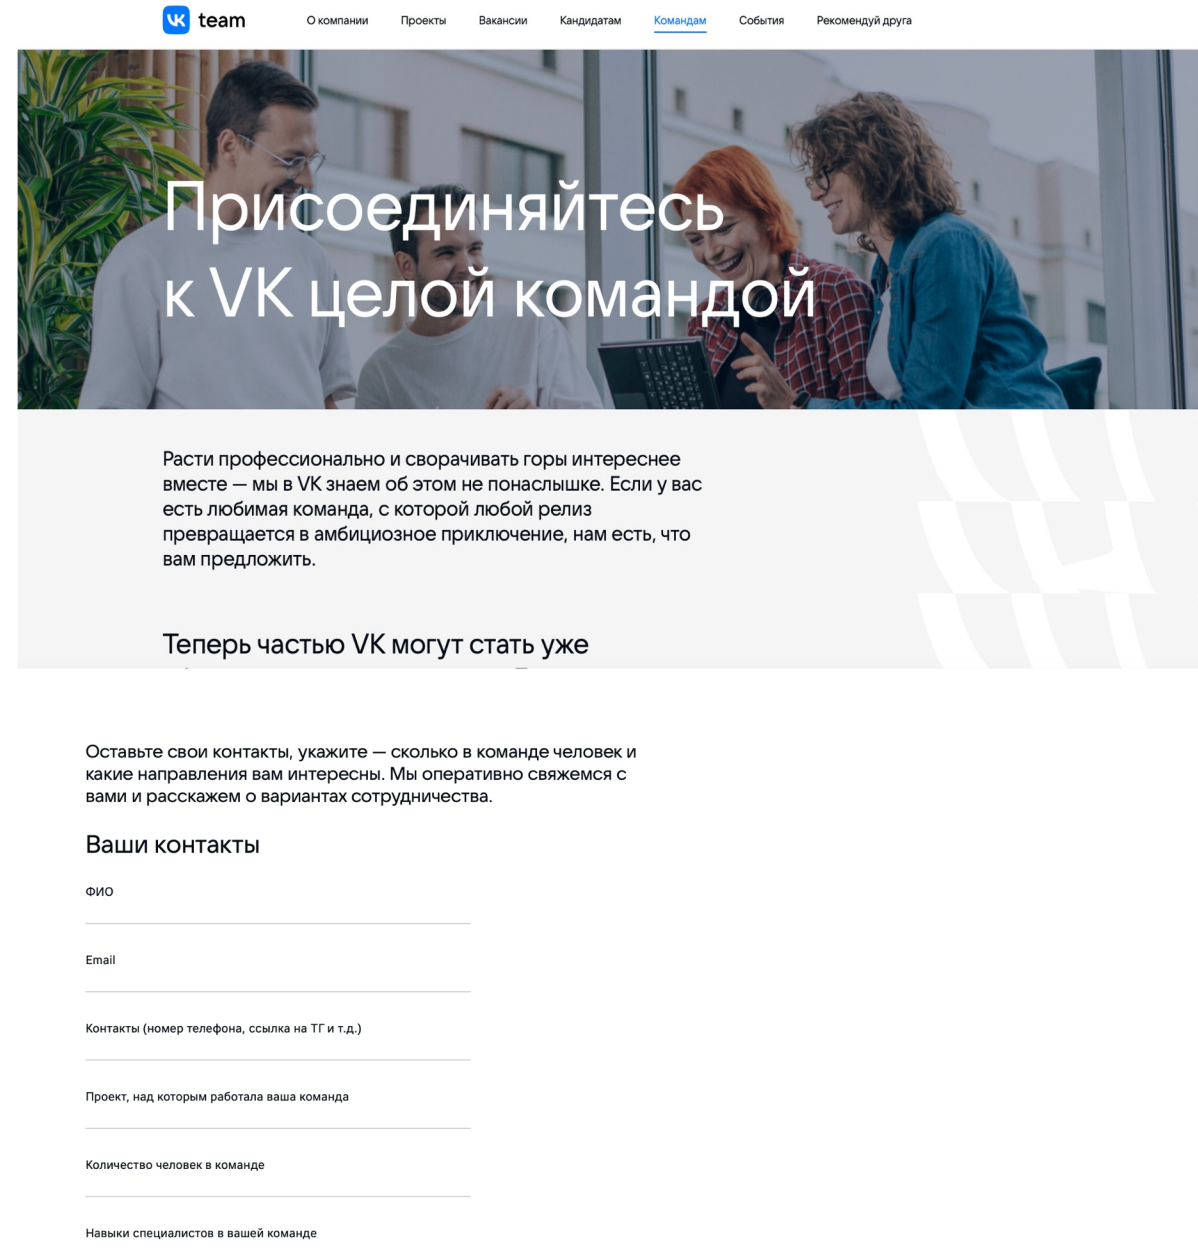 VK team
О компании
Проекты
Вакансии
Кандидатам
Командам
События
Рекомендуй друга
Присоединяйтесь
к VK целой командой
Расти профессионально и сворачивать горы интереснее
вместе — мы в VK знаем об этом не понаслышке. Если у вас
есть любимая команда, с которой любой релиз
превращается в амбициозное приключение, нам есть, что
вам предложить.
Теперь частью VK могут стать уже
Оставьте свои контакты, укажите — сколько в команде человек и
какие направления вам интересны. Мы оперативно свяжемся с
вами и расскажем о вариантах сотрудничества.
Ваши контакты
ФИО
Email
Контакты (номер телефона, ссылка на ТГ и т.д.)
Проект, над которым работала ваша команда
Количество человек в команде
Навыки специалистов в вашей команде